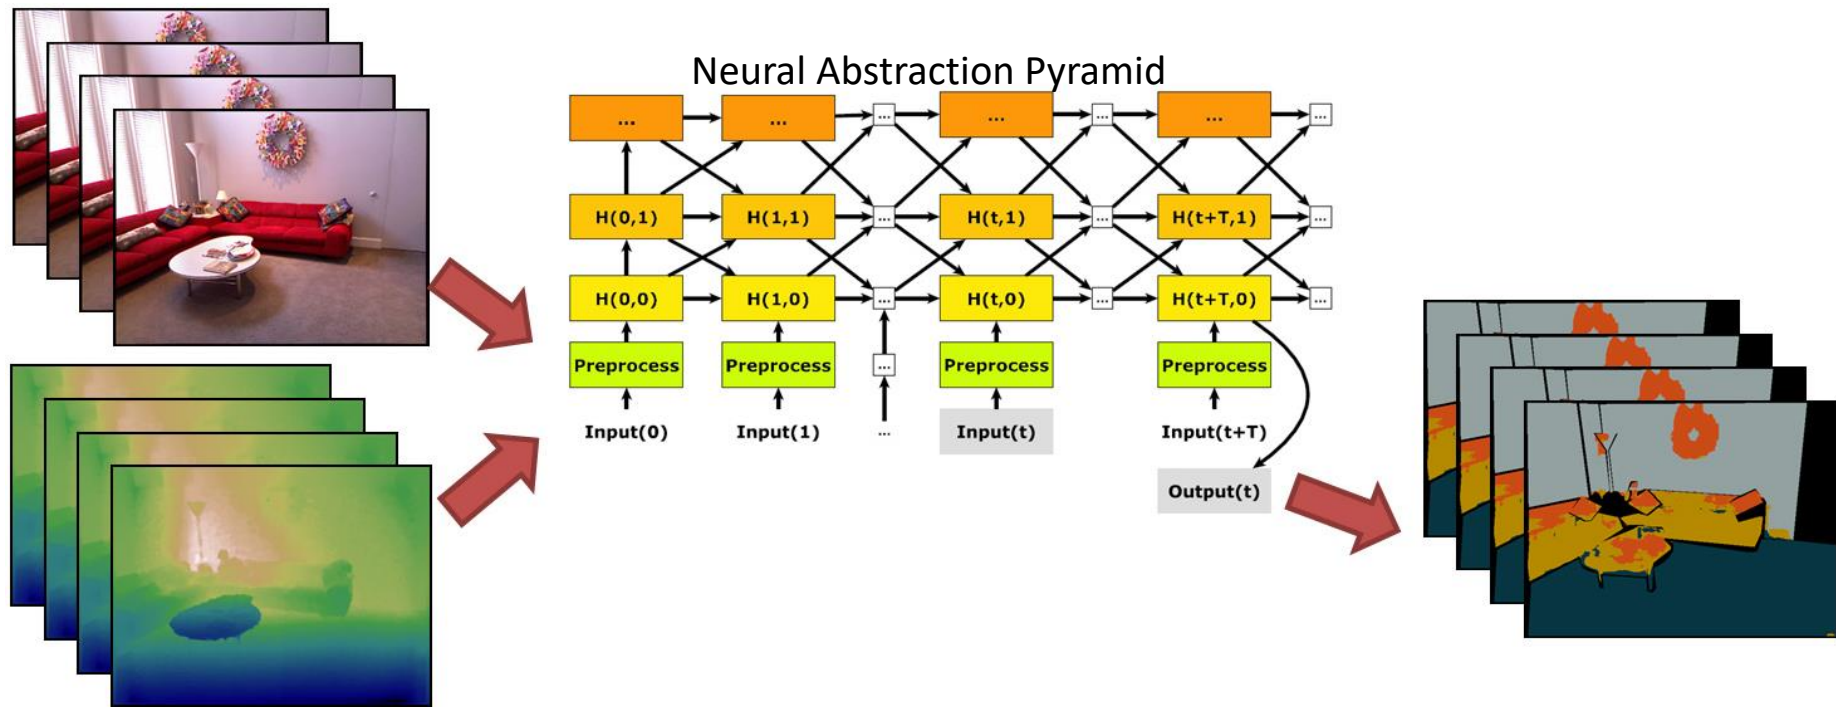 Neural Abstraction Pyramid
... ... ... ... ... ... ...
H(0,1) H(1,1) ... H(t,1) ... H(t+T,1) ...
H(0,0) H(1,0) ... H(t,0) ... H(t+T,0) ...
Preprocess Preprocess ... Preprocess Preprocess
Input(0) Input(1) ... Input(t) Input(t+T)
Output(t)